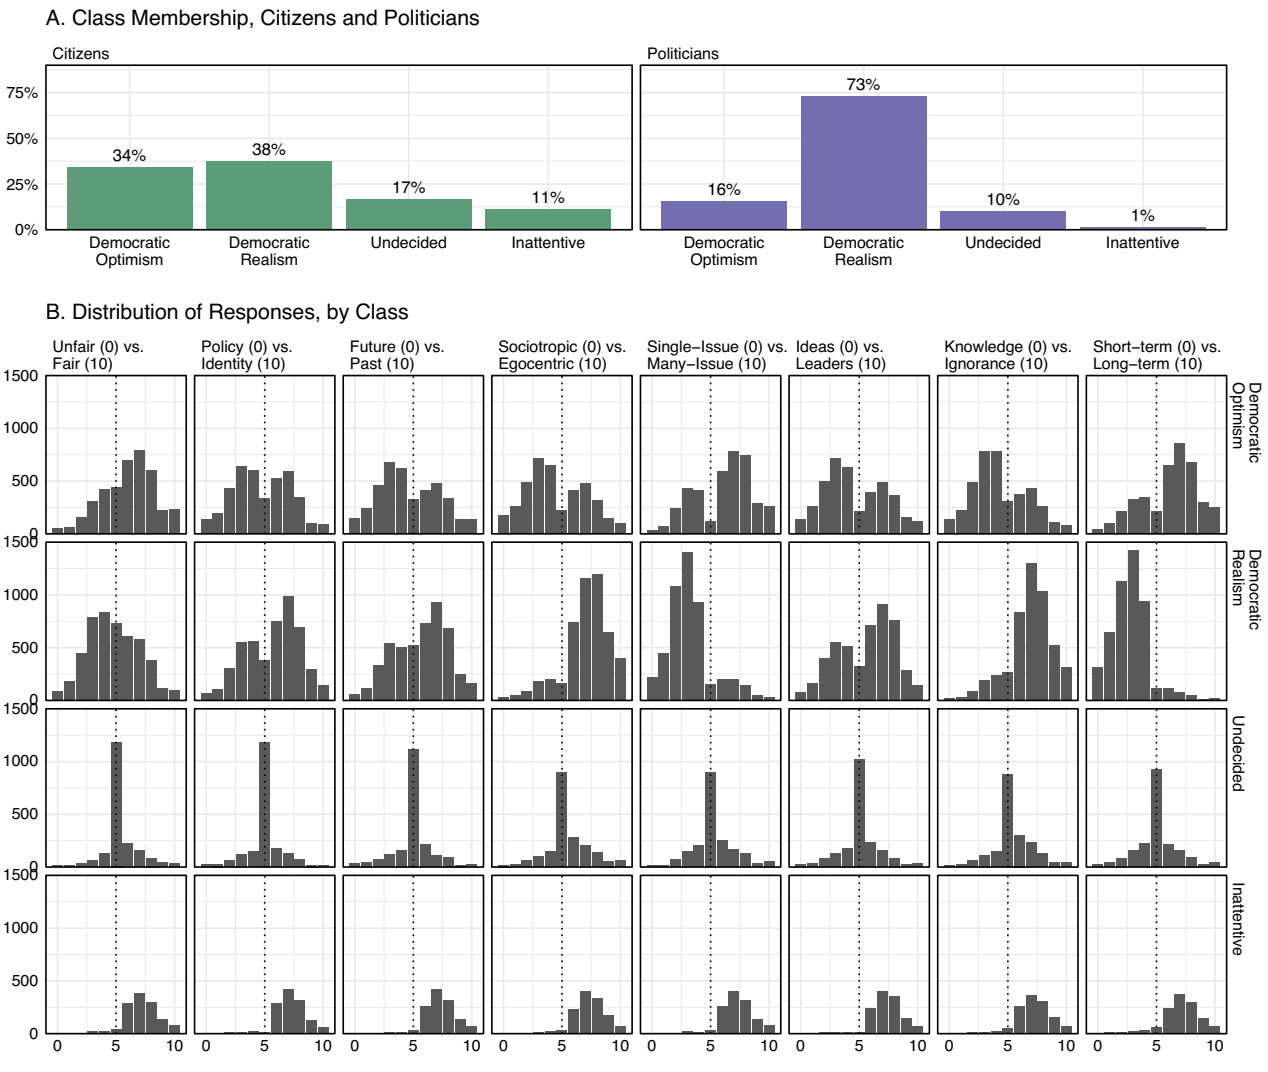 A. Class Membership, Citizens and Politicians
Citizens
Politicians
75%
50%
25%
0%
34%
38%
17%
11%
16%
73%
10%
1%
Democratic
Optimism
Democratic
Realism
Undecided
Inattentive
Democratic
Optimism
Democratic
Realism
Undecided
Inattentive
B. Distribution of Responses, by Class
Unfair (0) vs.
Fair (10)
Policy (0) vs.
Identity (10)
Future (0) vs.
Past (10)
Sociotropic (0) vs.
Egocentric (10)
Single−Issue (0) vs.
Many−Issue (10)
Ideas (0) vs.
Leaders (10)
Knowledge (0) vs.
Ignorance (10)
Short−term (0) vs.
Long−term (10)
1500
1000
500
0
Democratic
Optimism
1500
1000
500
0
Democratic
Realism
1500
1000
500
0
Undecided
1500
1000
500
0
Inattentive
0 5 10
0 5 10
0 5 10
0 5 10
0 5 10
0 5 10
0 5 10
0 5 10